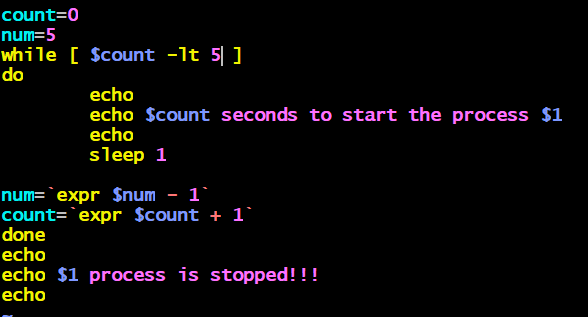 count=0
num=5
while [ $count -lt 5 ]
do
        echo
        echo $count seconds to start the process $1
        echo
        sleep 1

num=`expr $num - 1`
count=`expr $count + 1`
done
echo
echo $1 process is stopped!!!
echo
~